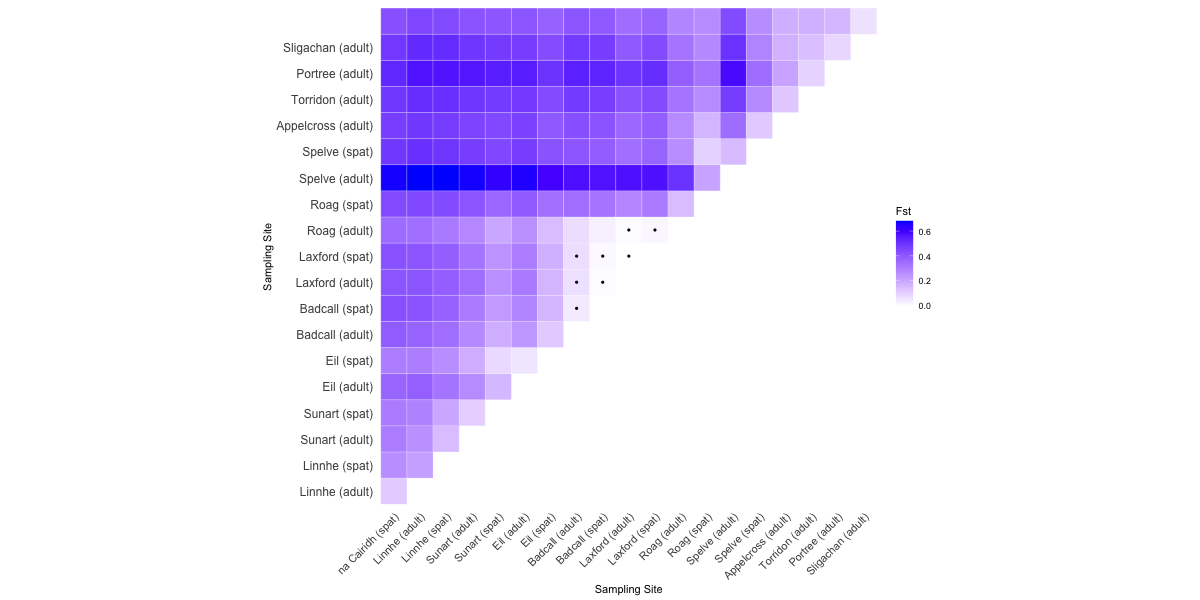 Sligachan (adult)
Portree (adult)
Torridon (adult)
Appelcross (adult)
Spelve (spat)
Spelve (adult)
Roag (spat)
Roag (adult)
Laxford (spat)
Laxford (adult)
Badcall (spat)
Badcall (adult)
Eil (spat)
Eil (adult)
Sunart (spat)
Sunart (adult)
Linnhe (spat)
Linnhe (adult)
Sampling Site
Fst
0.6
0.4
0.2
0.0
na Cairidh (spat)
Linnhe (adult)
Linnhe (spat)
Sunart (adult)
Sunart (spat)
Eil (adult)
Eil (spat)
Badcall (adult)
Badcall (spat)
Laxford (adult)
Laxford (spat)
Roag (adult)
Roag (spat)
Spelve (adult)
Spelve (spat)
Appelcross (adult)
Torridon (adult)
Portree (adult)
Sligachan (adult)
Sampling Site